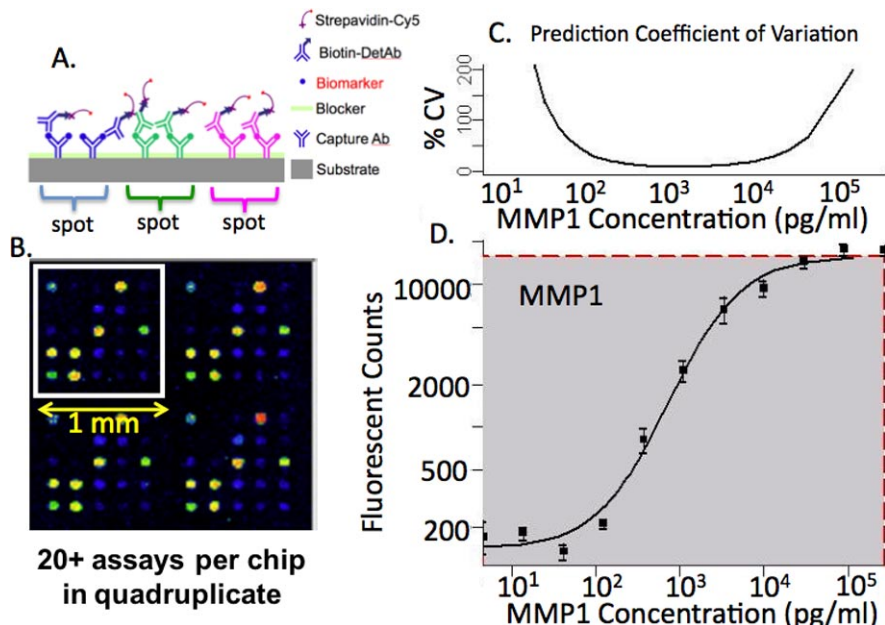 A.
Strepavidin-Cy5
Biotin-DetAb
Biomarker
Blocker
Capture Ab
Substrate
spot
spot
spot
B.
1 mm
20+ assays per chip
in quadruplicate
C. Prediction Coefficient of Variation
% CV
0 100 200
10¹ 10² 10³ 10⁴ 10⁵
MMP1 Concentration (pg/ml)
D.
MMP1
Fluorescent Counts
10000
2000
500
200
10¹ 10² 10³ 10⁴ 10⁵
MMP1 Concentration (pg/ml)